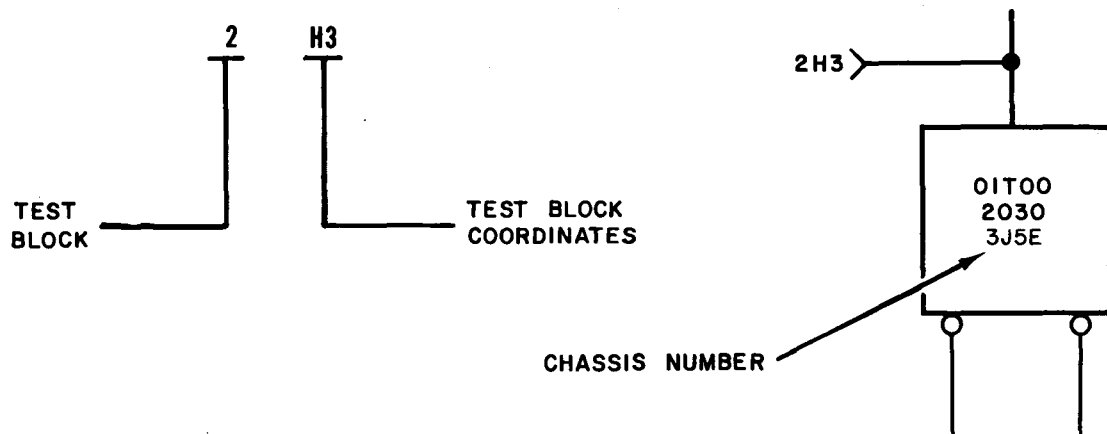 2 H3
TEST
BLOCK
TEST BLOCK
COORDINATES
2H3
01T00
2030
3J5E
CHASSIS NUMBER